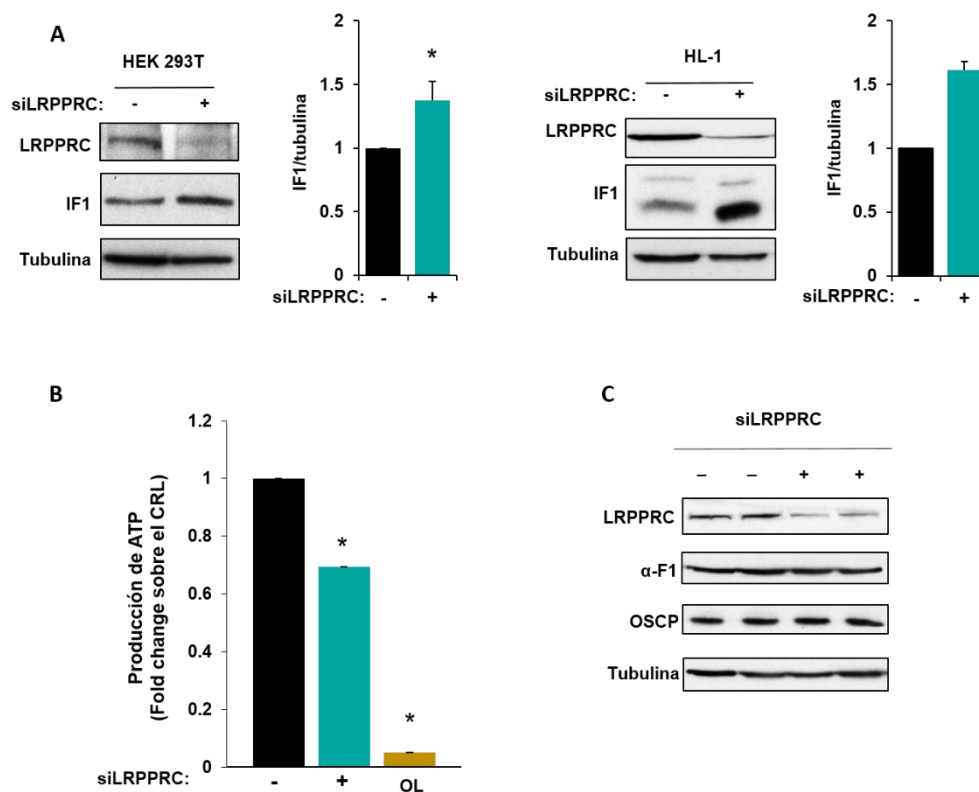 A
HEK 293T
siLRPPRC: - +
LRPPRC
IF1
Tubulina
IF1/tubulina
2
1.5
1
0.5
0
*
siLRPPRC: - +
HL-1
siLRPPRC: - +
LRPPRC
IF1
Tubulina
IF1/tubulina
2
1.5
1
0.5
0
siLRPPRC: - +
B
Producción de ATP
(Fold change sobre el CRL)
1.2
1
0.8
0.6
0.4
0.2
0
*
*
siLRPPRC: - + OL
C
siLRPPRC
– – + +
LRPPRC
α-F1
OSCP
Tubulina